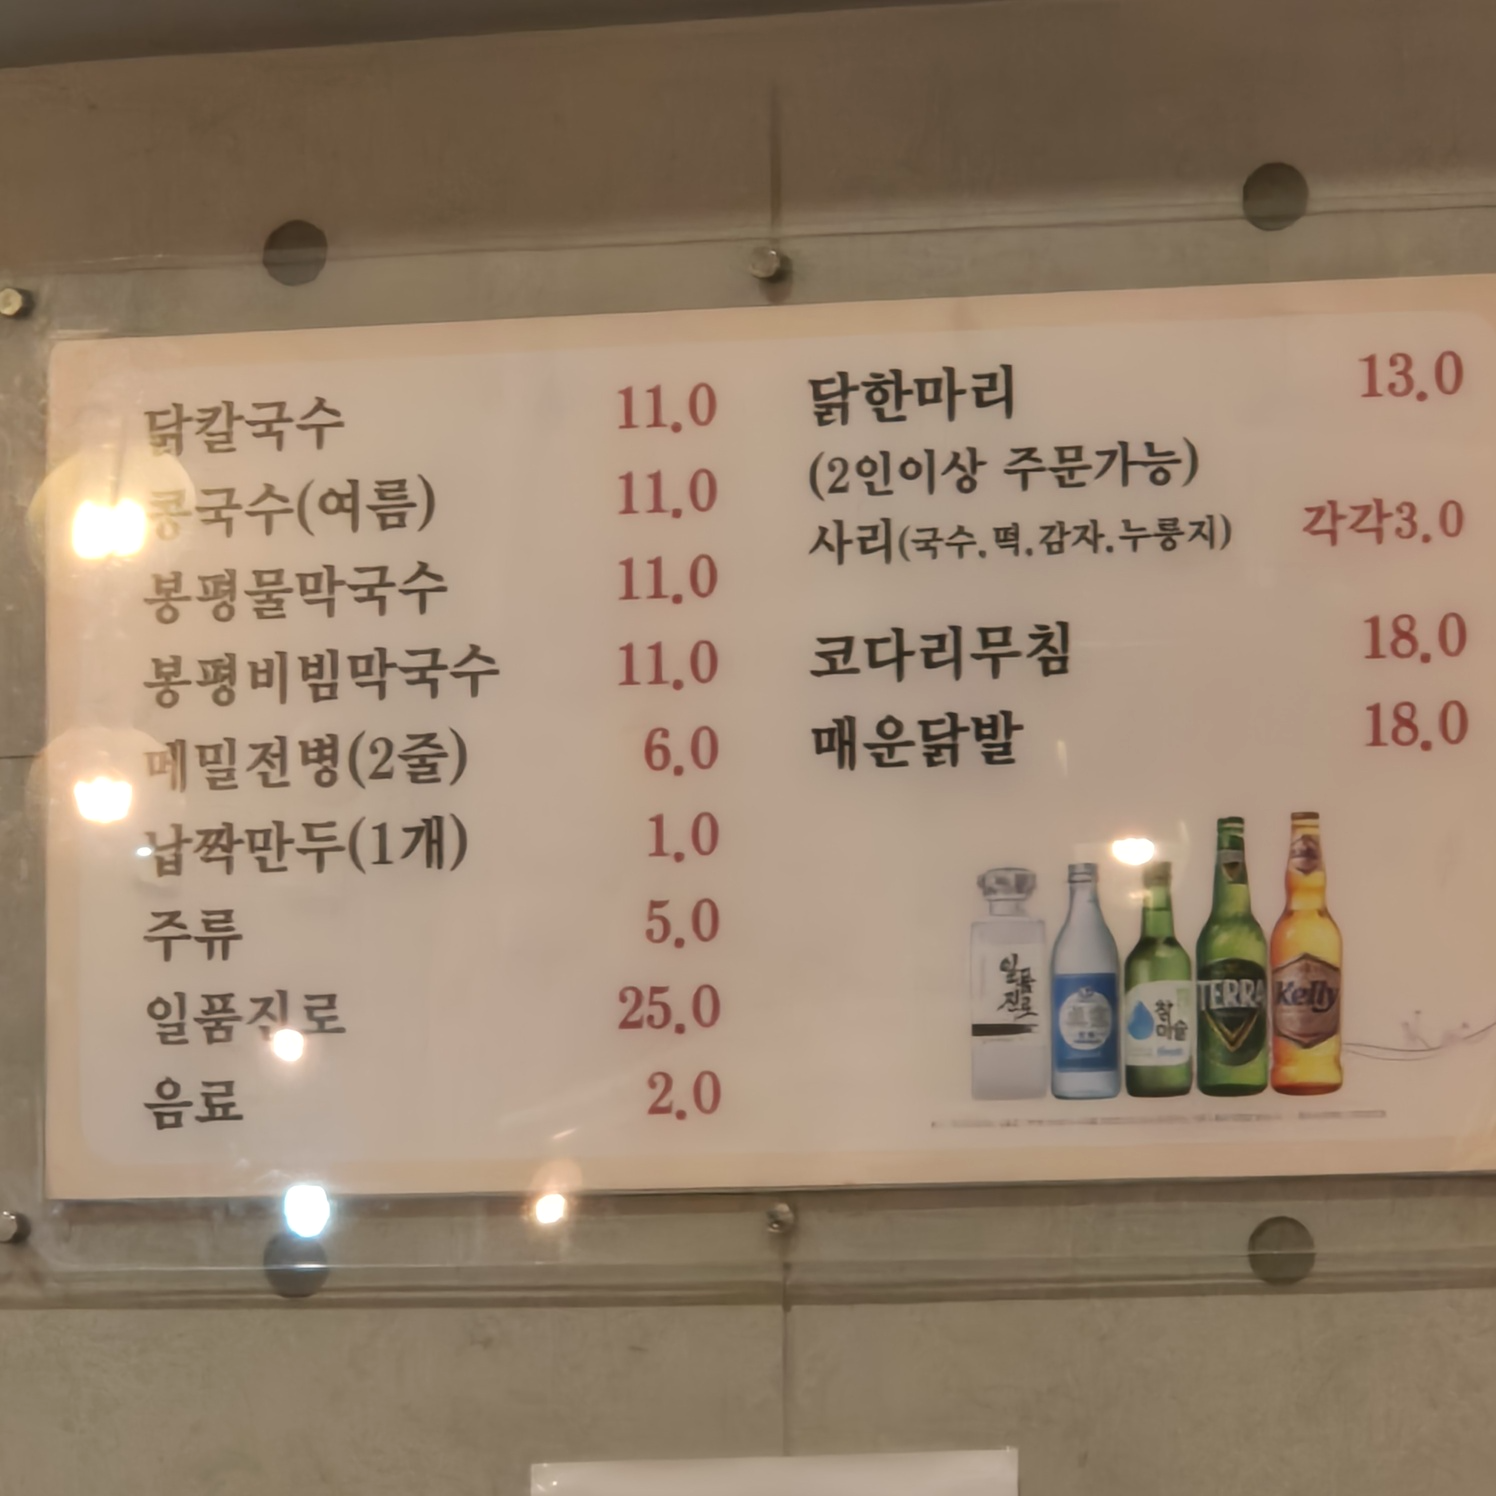 닭칼국수 11.0
콩국수(여름) 11.0
봉평물막국수 11.0
봉평비빔막국수 11.0
메밀전병(2줄) 6.0
납짝만두(1개) 1.0
주류 5.0
일품진로 25.0
음료 2.0
닭한마리 13.0
(2인이상 주문가능)
사리(국수.떡.감자.누룽지) 각각3.0
코다리무침 18.0
매운닭발 18.0
일품
진로
참
이슬
TERRA
Kelly